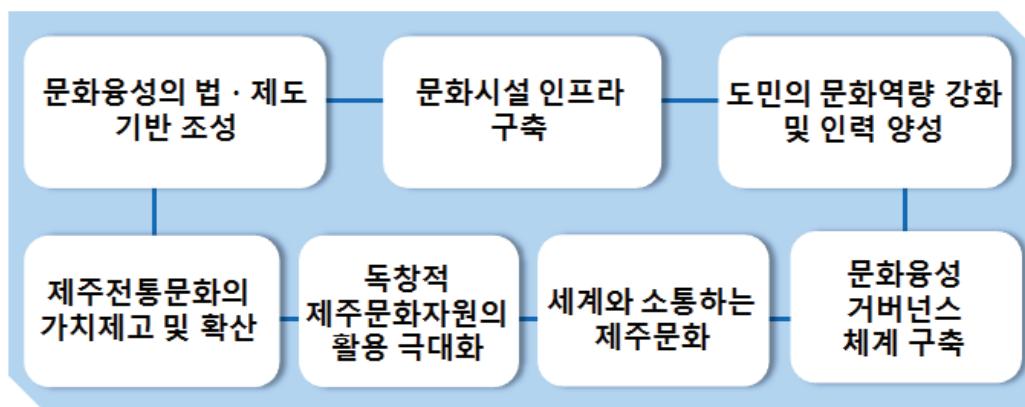 문화융성의 법 · 제도
기반 조성
문화시설 인프라
구축
도민의 문화역량 강화
및 인력 양성
제주전통문화의
가치제고 및 확산
독창적
제주문화자원의
활용 극대화
세계와 소통하는
제주문화
문화융성
거버넌스
체계 구축